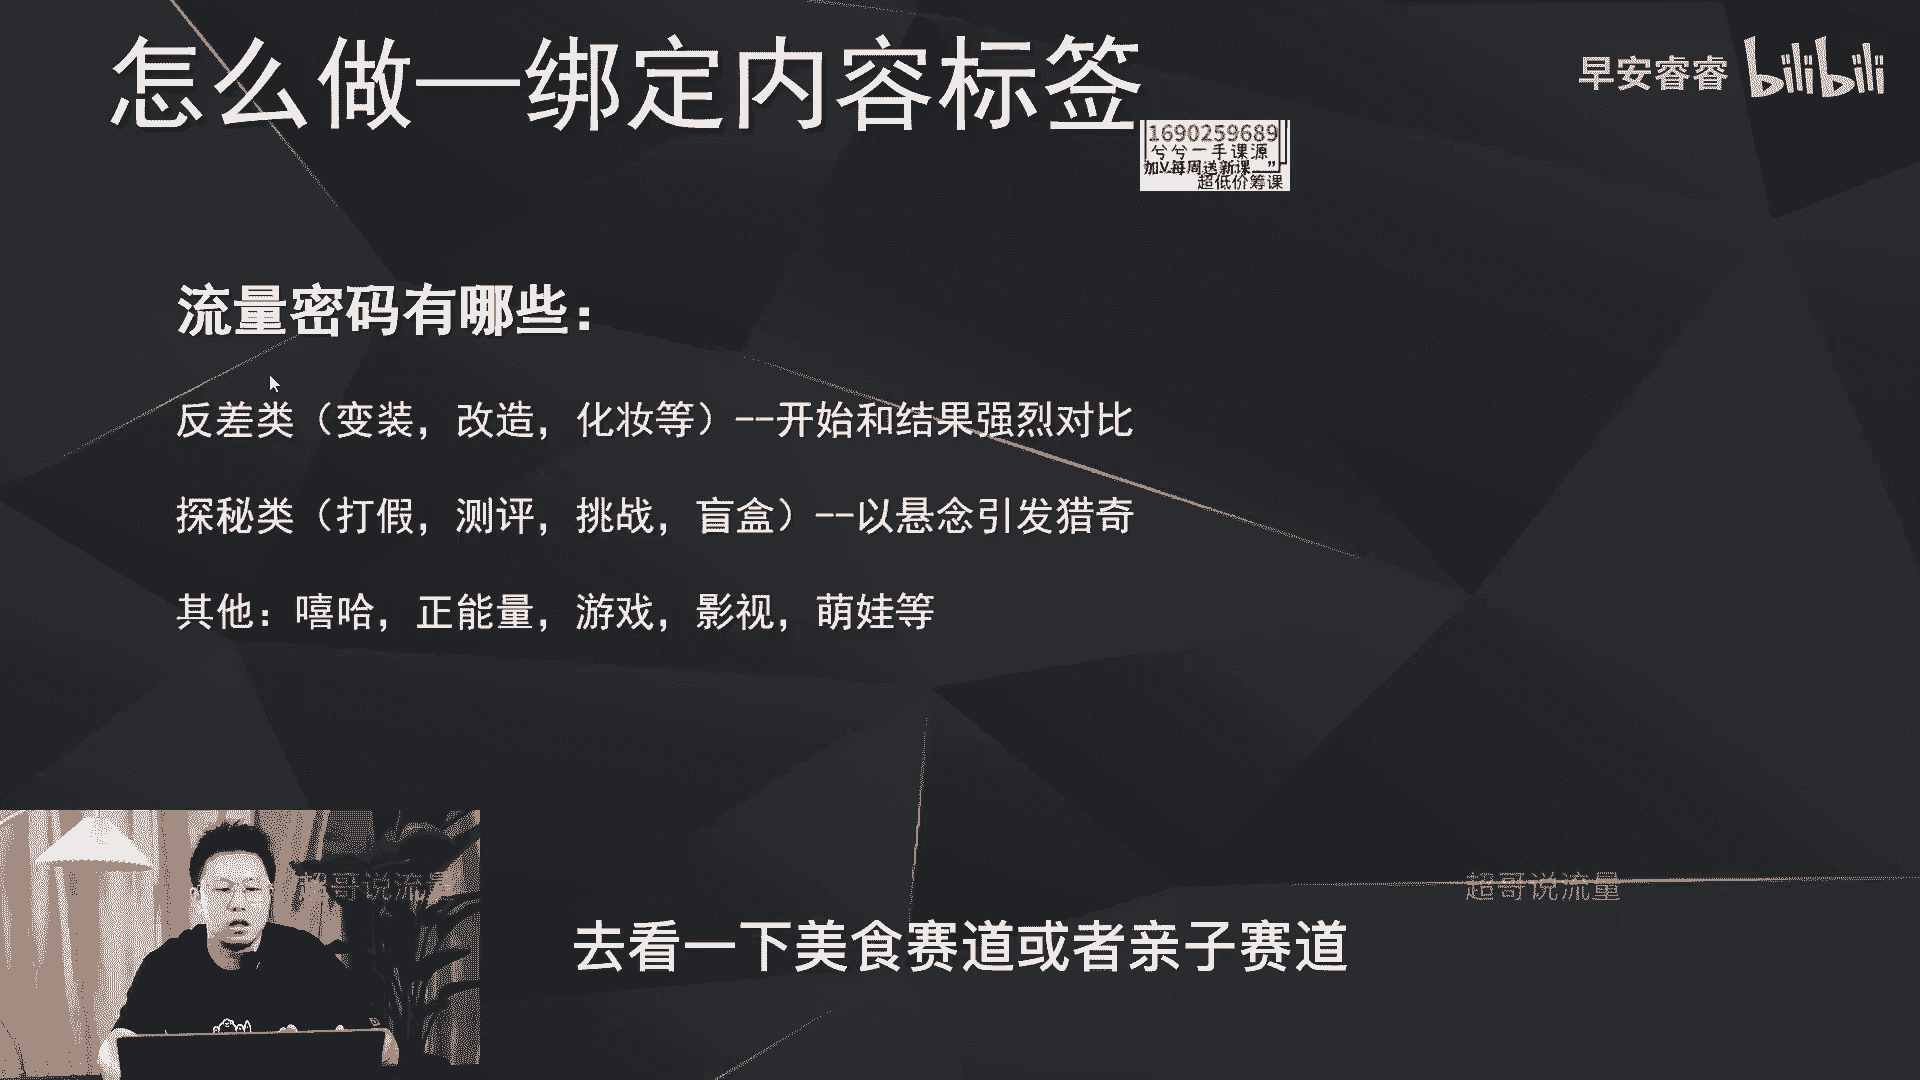 怎么做—绑定内容标签
早安睿睿 bilibili
1690259689
兮兮一手课源
加V每周送新课
超低价筹课
流量密码有哪些：
反差类（变装，改造，化妆等）--开始和结果强烈对比
探秘类（打假，测评，挑战，盲盒）--以悬念引发猎奇
其他：嘻哈，正能量，游戏，影视，萌娃等
超哥说流量
超哥说流量
去看一下美食赛道或者亲子赛道